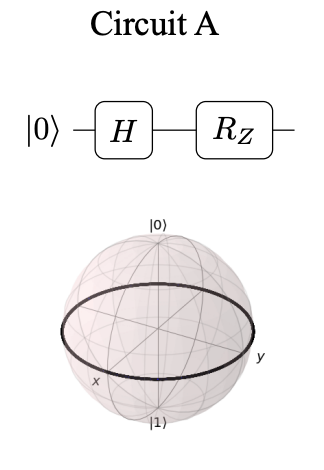 Circuit A
|0⟩ H R_Z
|0⟩
x y
|1⟩